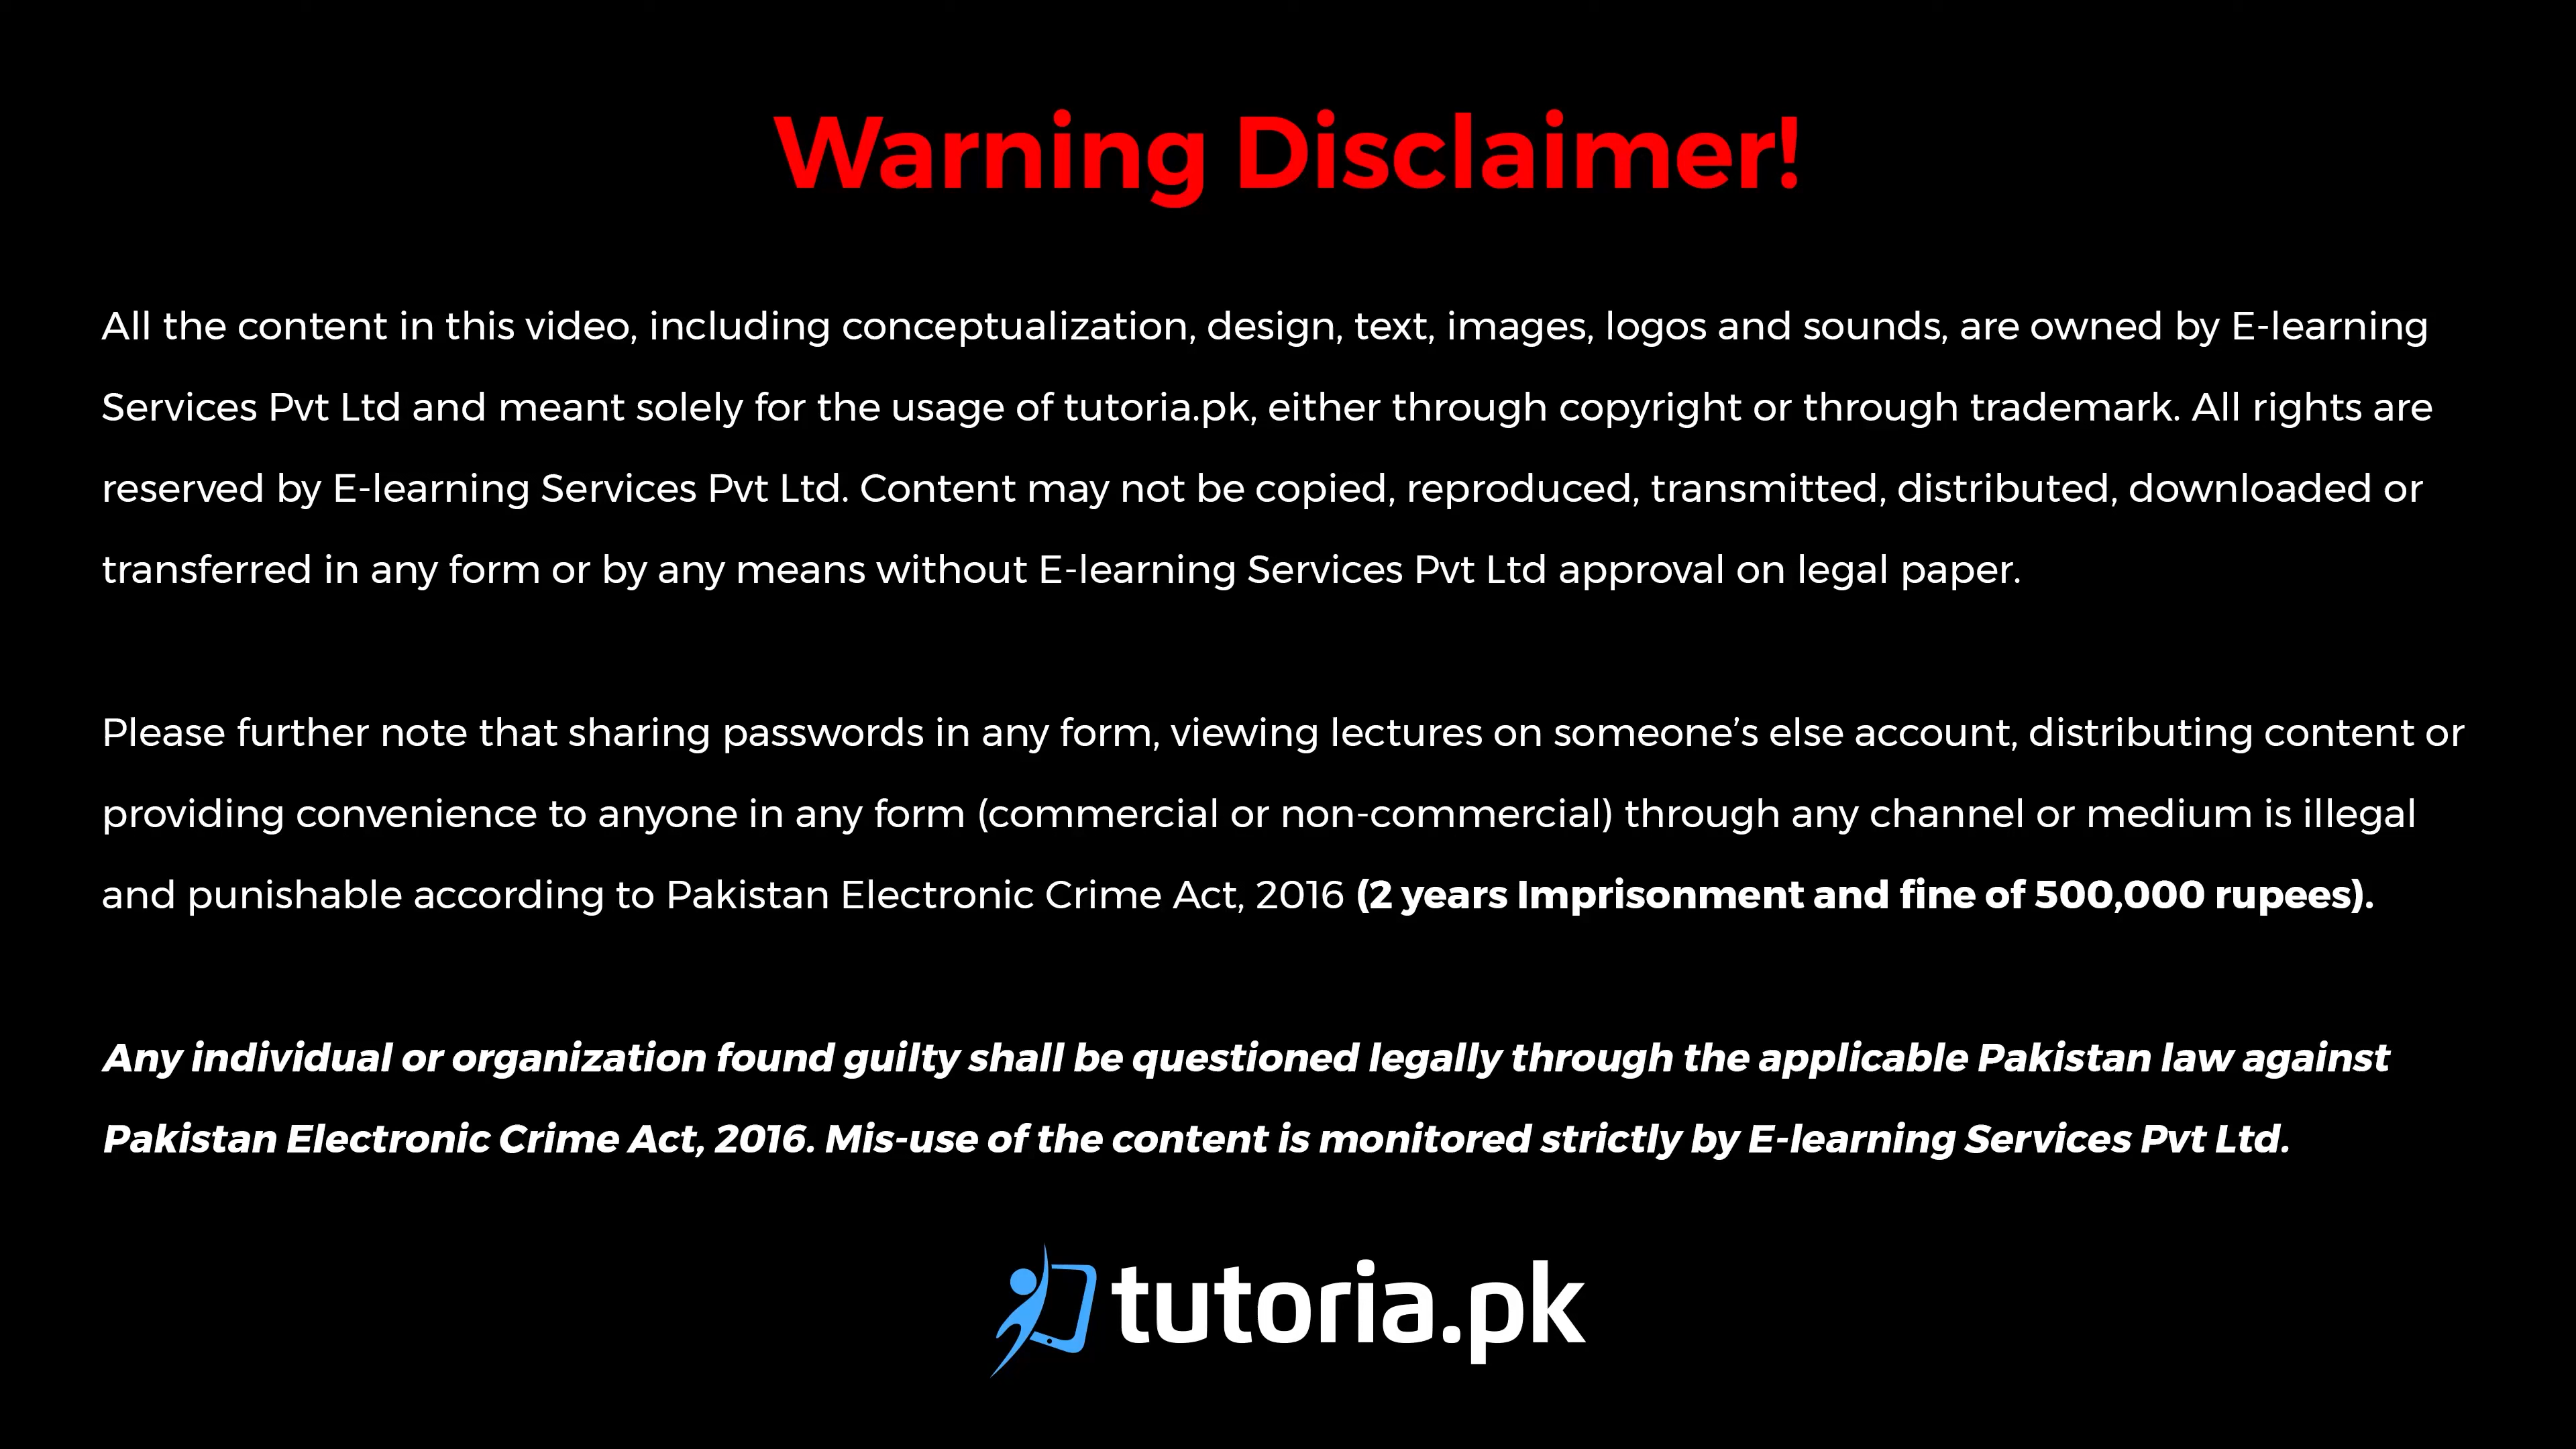 Warning Disclaimer!
All the content in this video, including conceptualization, design, text, images, logos and sounds, are owned by E-learning
Services Pvt Ltd and meant solely for the usage of tutoria.pk, either through copyright or through trademark. All rights are
reserved by E-learning Services Pvt Ltd. Content may not be copied, reproduced, transmitted, distributed, downloaded or
transferred in any form or by any means without E-learning Services Pvt Ltd approval on legal paper.
Please further note that sharing passwords in any form, viewing lectures on someone’s else account, distributing content or
providing convenience to anyone in any form (commercial or non-commercial) through any channel or medium is illegal
and punishable according to Pakistan Electronic Crime Act, 2016 (2 years Imprisonment and fine of 500,000 rupees).
Any individual or organization found guilty shall be questioned legally through the applicable Pakistan law against
Pakistan Electronic Crime Act, 2016. Mis-use of the content is monitored strictly by E-learning Services Pvt Ltd.
tutoria.pk